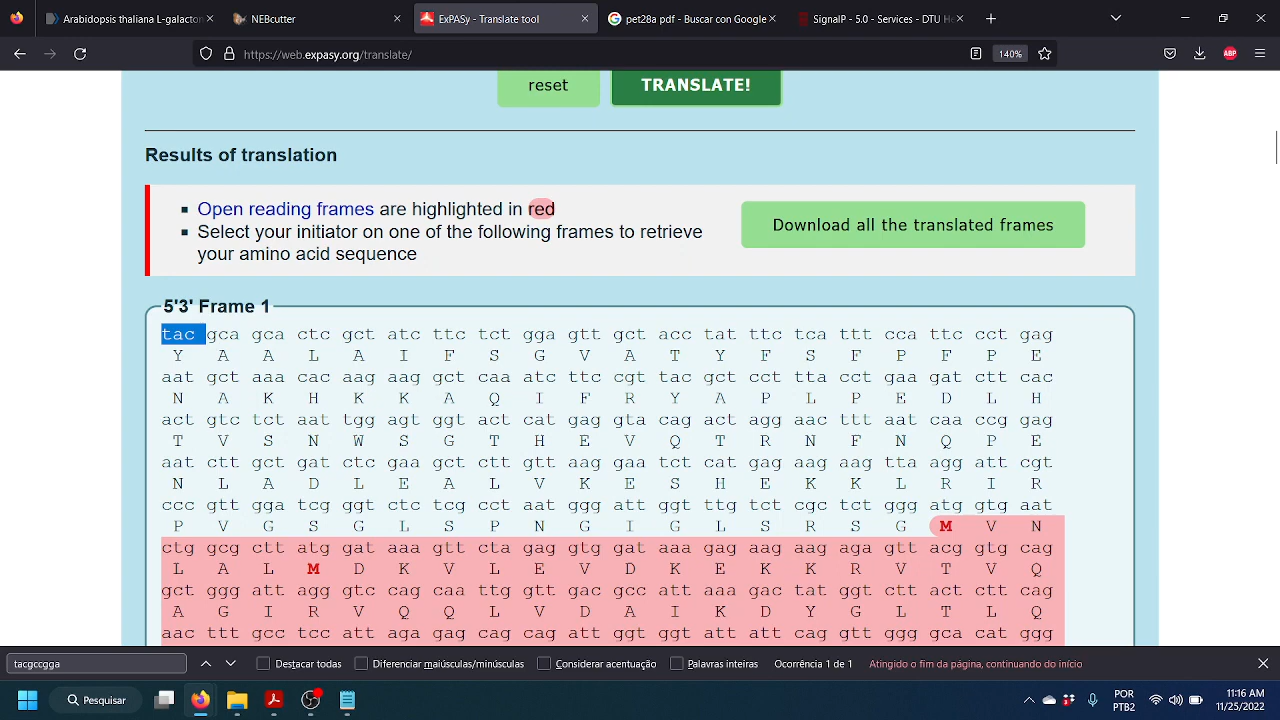 Arabidopsis thaliana L-galacton
NEBcutter
ExPASy - Translate tool
pet28a pdf - Buscar con Google
SignalP - 5.0 - Services - DTU He
https://web.expasy.org/translate/
140%
ABP
reset
TRANSLATE!
Results of translation
Open reading frames are highlighted in red
Select your initiator on one of the following frames to retrieve
your amino acid sequence
Download all the translated frames
5'3' Frame 1
tac gca gca ctc gct atc ttc tct gga gtt gct acc tat ttc tca ttt cca ttc cct gag
Y A A L A I F S G V A T Y F S F P F P E
aat gct aaa cac aag aag gct caa atc ttc cgt tac gct cct tta cct gaa gat ctt cac
N A K H K K A Q I F R Y A P L P E D L H
act gtc tct aat tgg agt ggt act cat gag gta cag act agg aac ttt aat caa ccg gag
T V S N W S G T H E V Q T R N F N Q P E
aat ctt gct gat ctc gaa gct ctt gtt aag gaa tct cat gag aag aag tta agg att cgt
N L A D L E A L V K E S H E K K L R I R
ccc gtt gga tcg ggt ctc tcg cct aat ggg att ggt ttg tct cgc tct ggg atg gtg aat
P V G S G L S P N G I G L S R S G M V N
ctg gcg ctt atg gat aaa gtt cta gag gtg gat aaa gag aag aag aga gtt acg gtg cag
L A L M D K V L E V D K E K K R V T V Q
gct ggg att agg gtc cag caa ttg gtt gac gcc att aaa gac tat ggt ctt act ctt cag
A G I R V Q Q L V D A I K D Y G L T L Q
aac ttt gcc tcc att aga gag cag cag att ggt ggt att att cag gtt ggg gca cat ggg
tacgccgga
Destacar todas
Diferenciar maiúsculas/minúsculas
Considerar acentuação
Palavras inteiras
Ocorrência 1 de 1
Atingido o fim da página, continuando do início
Pesquisar
POR
PTB2
11:16 AM
11/25/2022